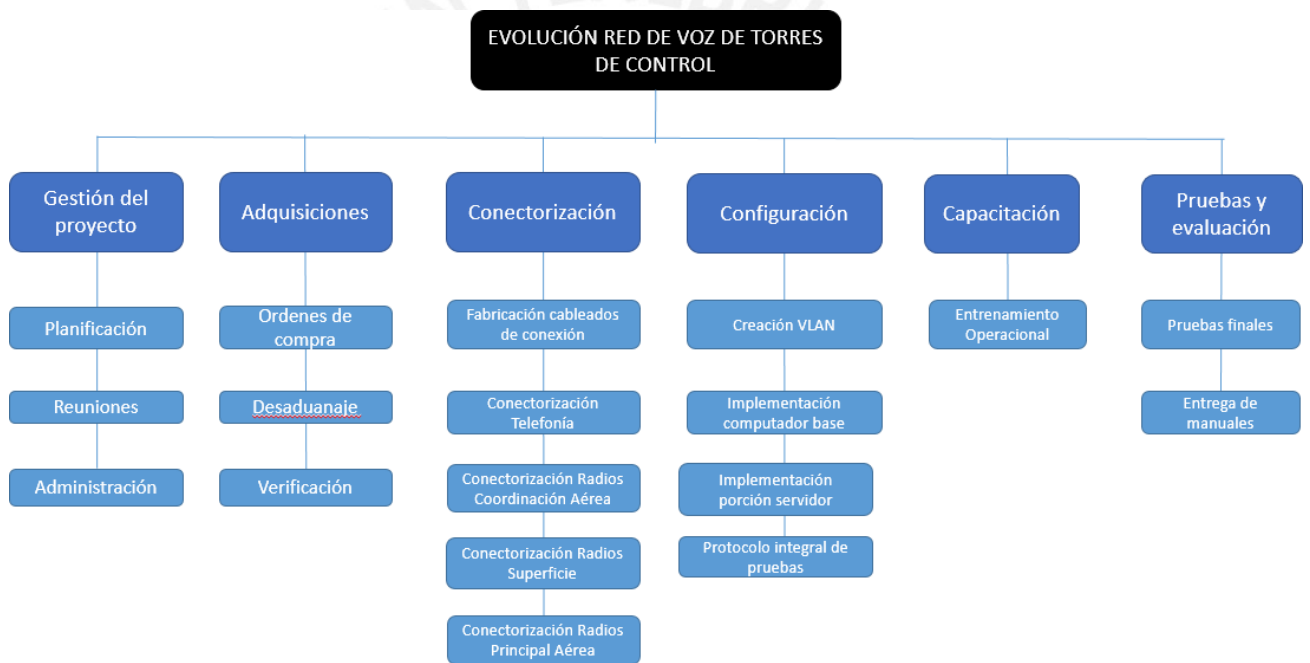 EVOLUCIÓN RED DE VOZ DE TORRES
DE CONTROL
Gestión del
proyecto
Adquisiciones
Conectorización
Configuración
Capacitación
Pruebas y
evaluación
Planificación
Reuniones
Administración
Ordenes de
compra
Desaduanaje
Verificación
Fabricación cableados
de conexión
Conectorización
Telefonía
Conectorización Radios
Coordinación Aérea
Conectorización Radios
Superficie
Conectorización Radios
Principal Aérea
Creación VLAN
Implementación
computador base
Implementación
porción servidor
Protocolo integral de
pruebas
Entrenamiento
Operacional
Pruebas finales
Entrega de
manuales